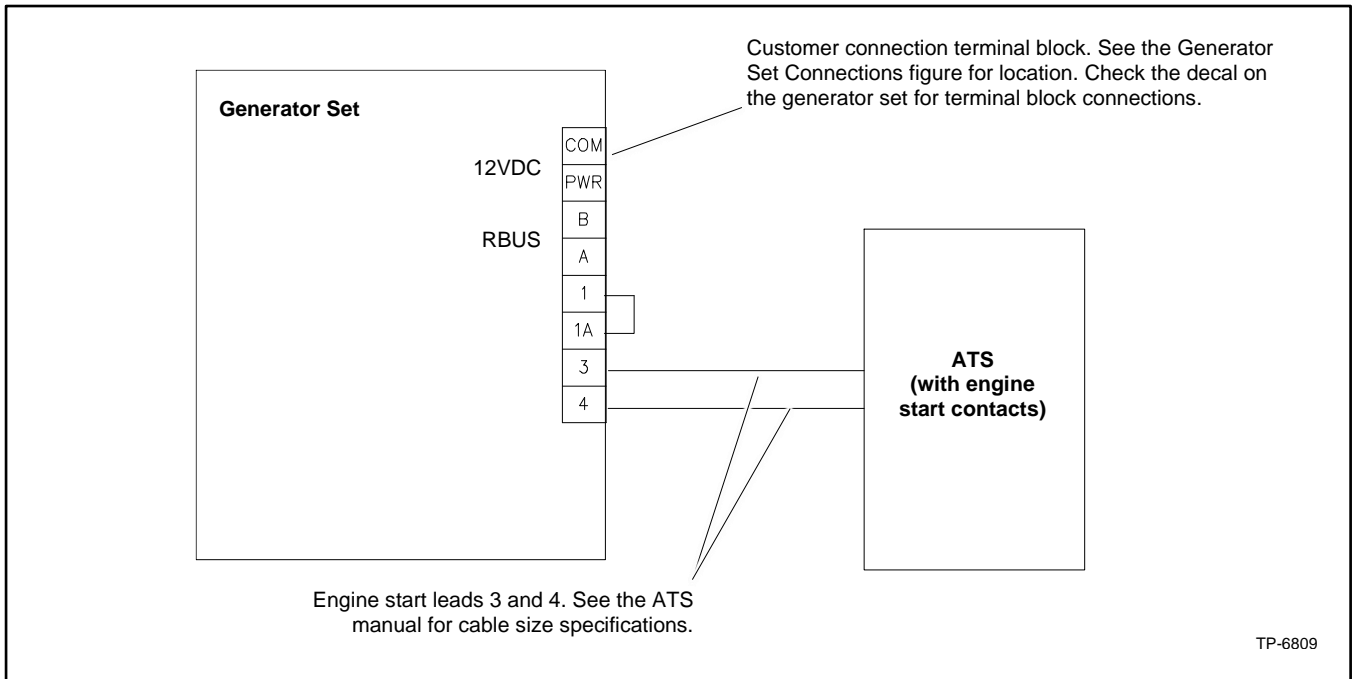 Customer connection terminal block. See the Generator
Set Connections figure for location. Check the decal on
the generator set for terminal block connections.
Generator Set
12VDC
RBUS
COM
PWR
B
A
1
1A
3
4
ATS
(with engine
start contacts)
Engine start leads 3 and 4. See the ATS
manual for cable size specifications.
TP-6809